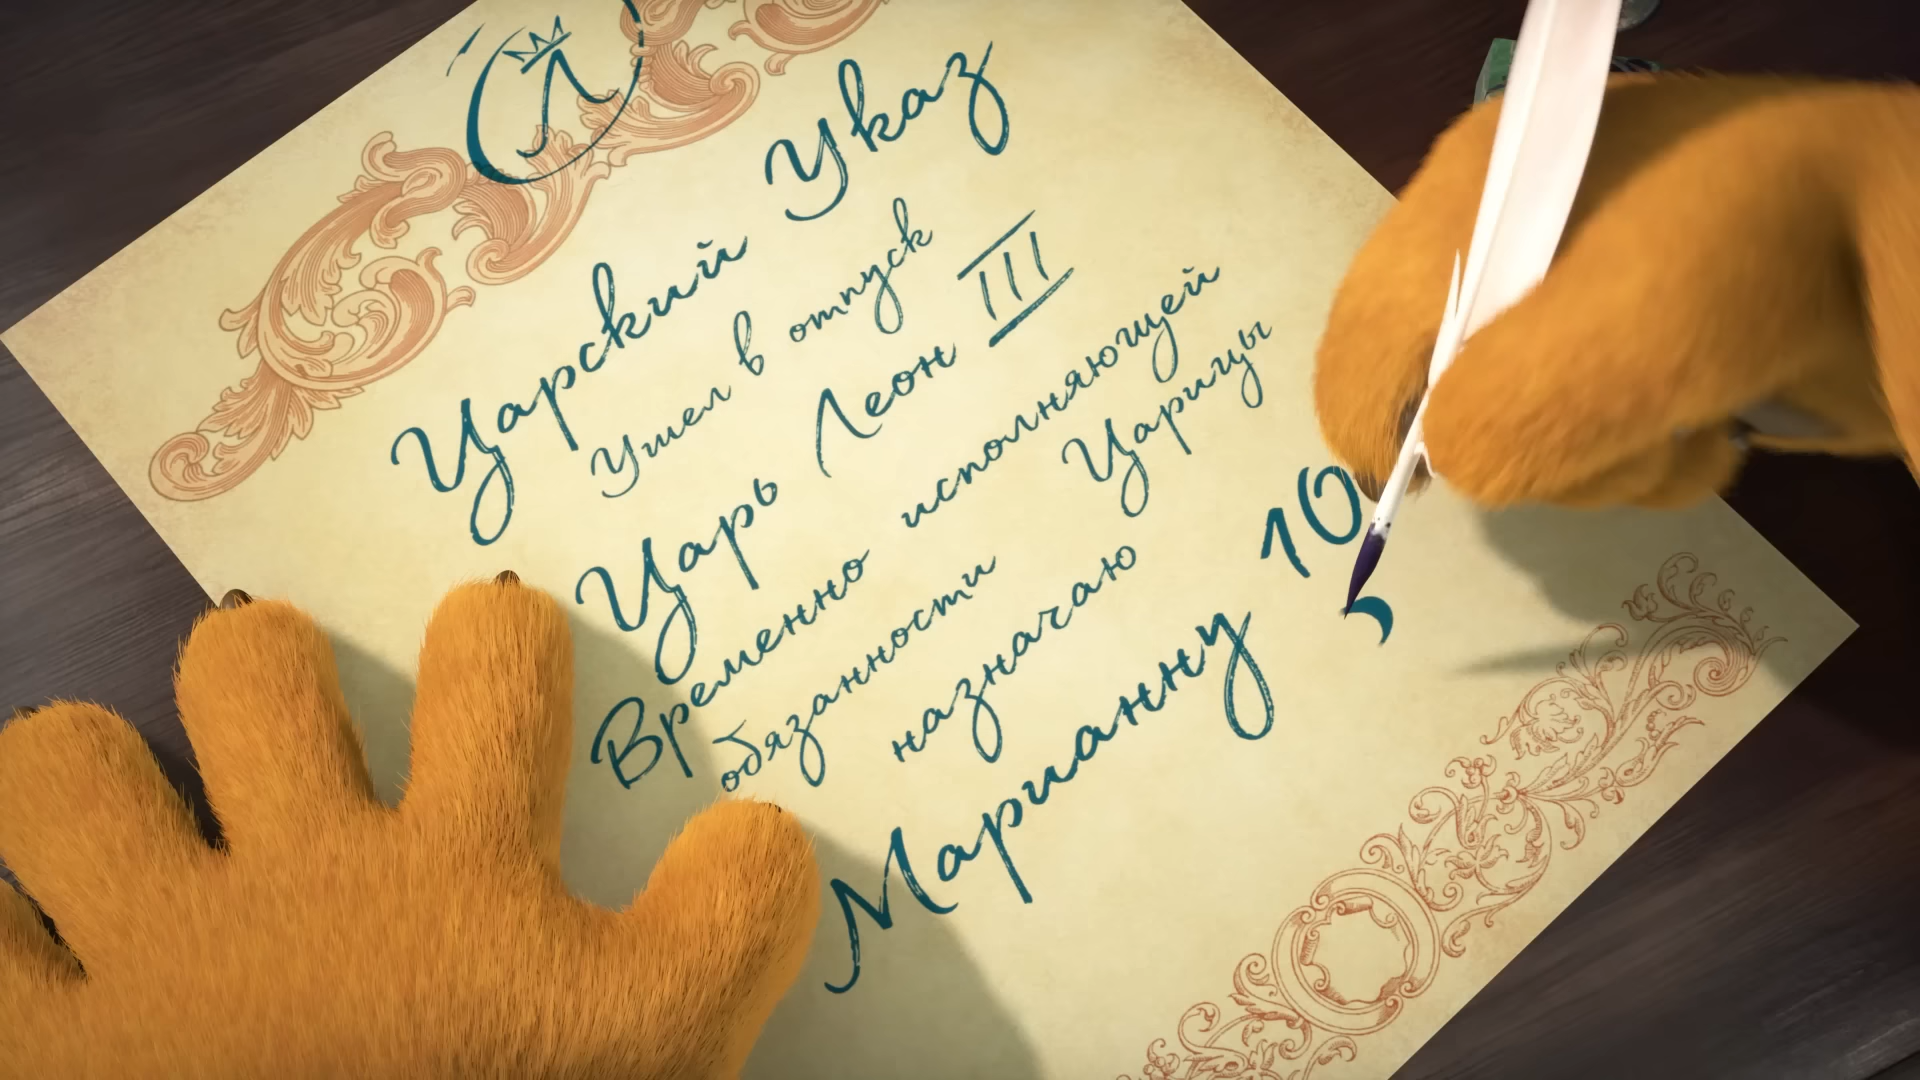 Л
Царский Указ
Ушел в отпуск
Царь Леон III
Временно исполняющей
обязанности Царицы
назначаю
Марианну 10,